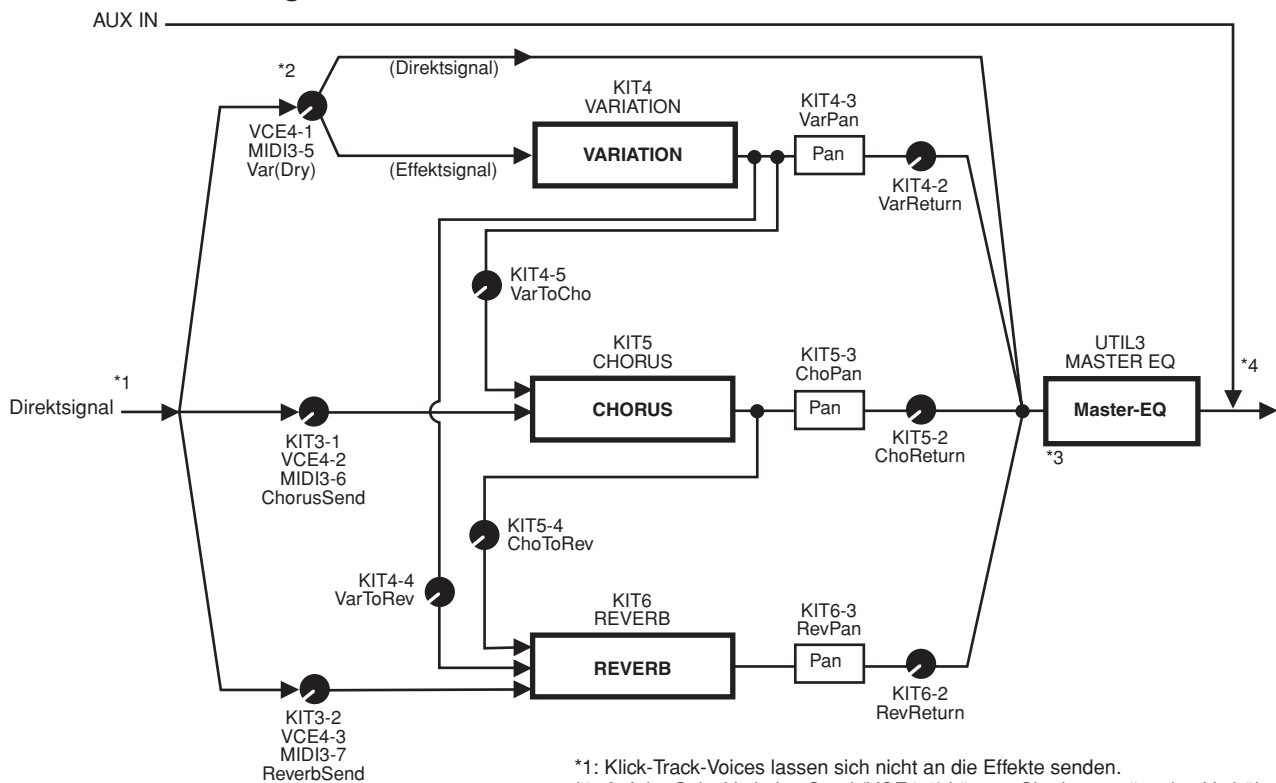 AUX IN
*2
(Direktsignal)
KIT4
VARIATION
KIT4-3
VarPan
VCE4-1
MIDI3-5
Var(Dry)
(Effektsignal)
VARIATION
Pan
KIT4-2
VarReturn
KIT4-5
VarToCho
KIT5
CHORUS
KIT5-3
ChoPan
UTIL3
MASTER EQ
*4
*1
Direktsignal
CHORUS
Pan
Master-EQ
*3
KIT3-1
VCE4-2
MIDI3-6
ChorusSend
KIT5-2
ChoReturn
KIT5-4
ChoToRev
KIT4-4
VarToRev
KIT6
REVERB
KIT6-3
RevPan
REVERB
Pan
KIT6-2
RevReturn
KIT3-2
VCE4-3
MIDI3-7
ReverbSend
*1: Klick-Track-Voices lassen sich nicht an die Effekte senden.